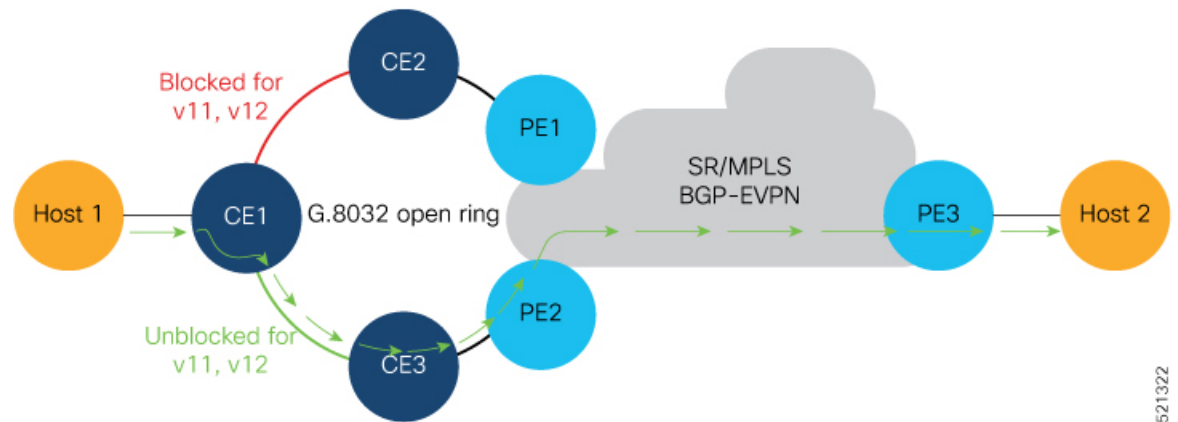 CE2
Blocked for
v11, v12
PE1
SR/MPLS
BGP-EVPN
Host 1
CE1
G.8032 open ring
PE3
Host 2
PE2
Unblocked for
v11, v12
CE3
521322